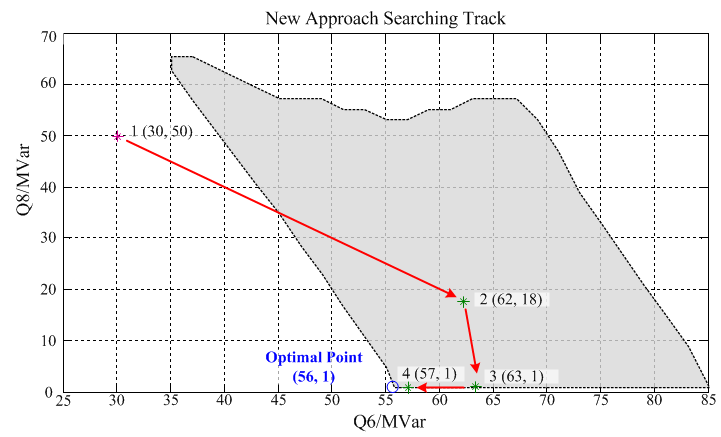 New Approach Searching Track
70
60
50
40
30
20
10
0
Q8/MVar
1 (30, 50)
2 (62, 18)
Optimal Point
(56, 1)
4 (57, 1)
3 (63, 1)
25 30 35 40 45 50 55 60 65 70 75 80 85
Q6/MVar